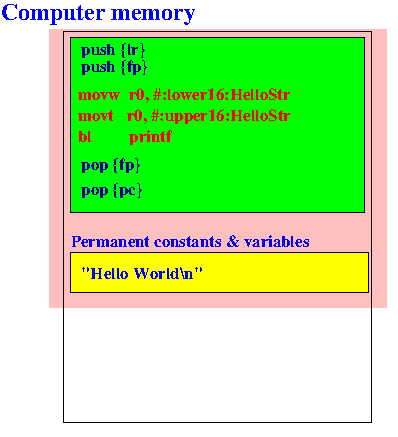 Computer memory
push {lr}
push {fp}
movw r0, #:lower16:HelloStr
movt r0, #:upper16:HelloStr
bl printf
pop {fp}
pop {pc}
Permanent constants & variables
"Hello World\n"